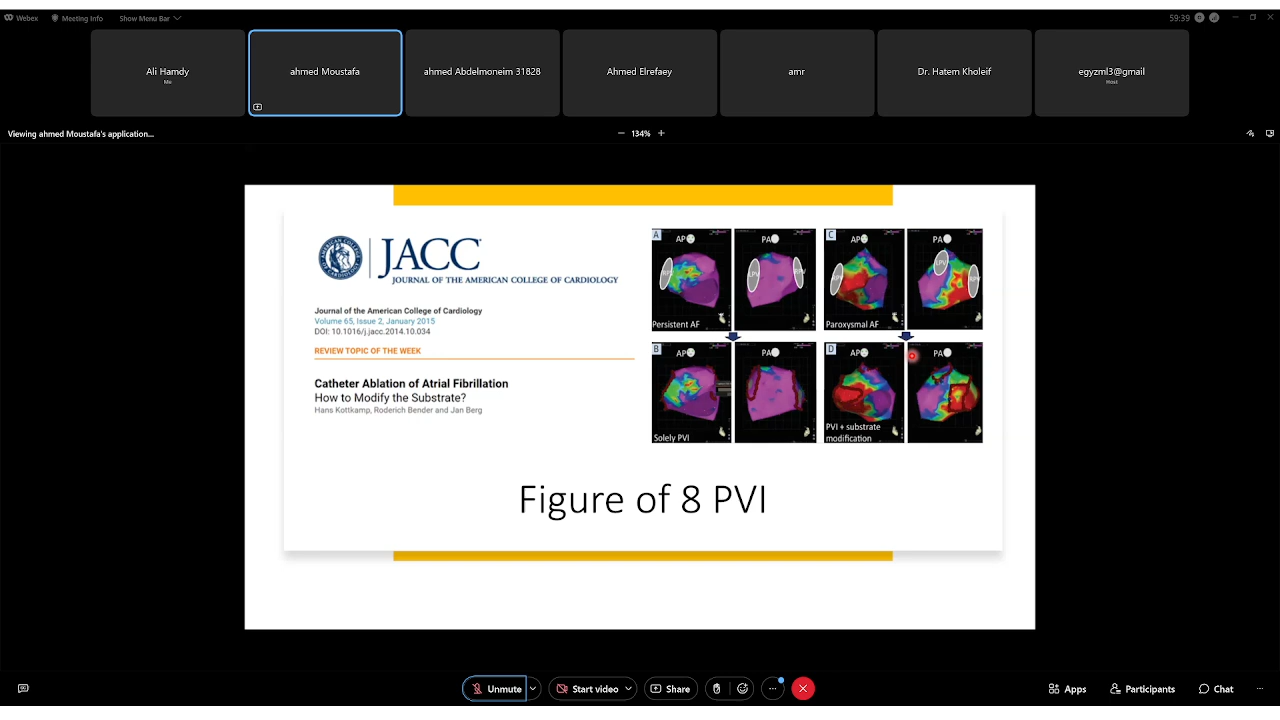 Webex
Meeting Info
Show Menu Bar
59:39
Ali Hamdy
Me
ahmed Moustafa
ahmed Abdelmoneim 31828
Ahmed Elrefaey
amr
Dr. Hatem Kholeif
egyzml3@gmail
Host
Viewing ahmed Moustafa's application...
134%
JACC
JOURNAL OF THE AMERICAN COLLEGE OF CARDIOLOGY
Journal of the American College of Cardiology
Volume 65, Issue 2, January 2015
DOI: 10.1016/j.jacc.2014.10.034
REVIEW TOPIC OF THE WEEK
Catheter Ablation of Atrial Fibrillation
How to Modify the Substrate?
Hans Kottkamp, Roderich Bender and Jan Berg
A
AP
PA
Persistent AF
C
AP
PA
LPV
Paroxysmal AF
B
AP
PA
Solely PVI
D
AP
PA
PVI + substrate
modification
Figure of 8 PVI
Unmute
Start video
Share
Apps
Participants
Chat